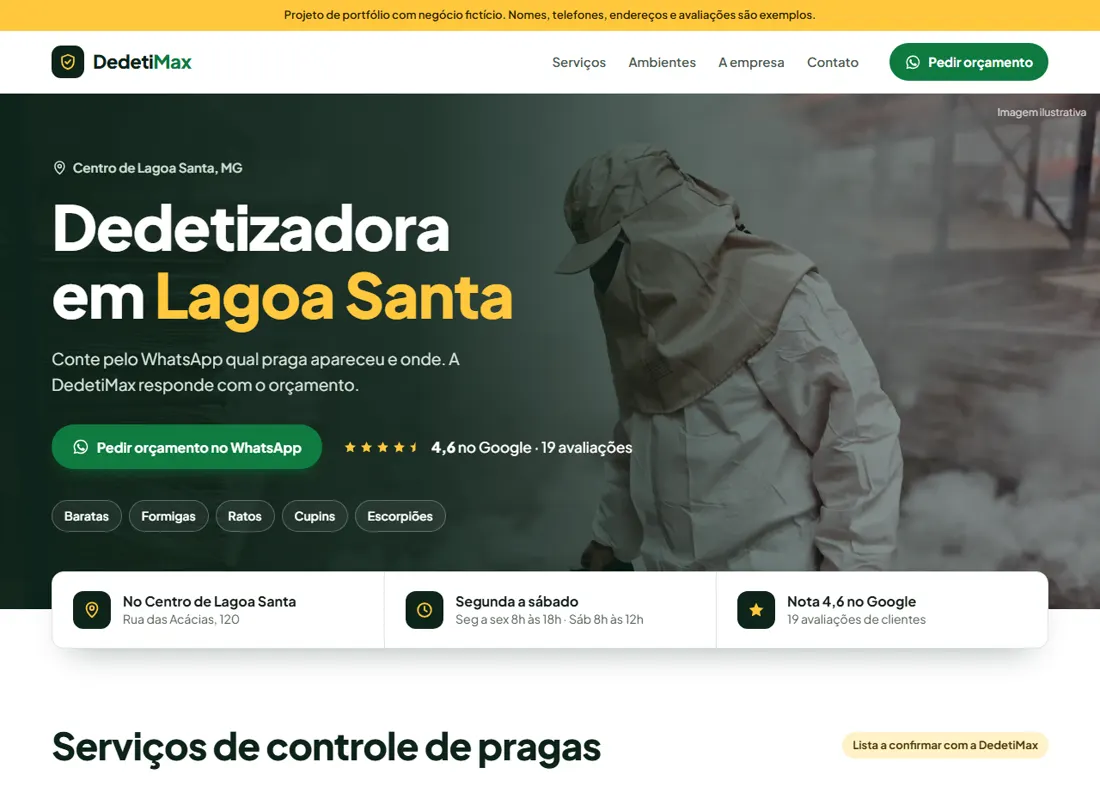 Projeto de portfólio com negócio fictício. Nomes, telefones, endereços e avaliações são exemplos.
DedetiMax
Serviços
Ambientes
A empresa
Contato
Pedir orçamento
Imagem ilustrativa
Centro de Lagoa Santa, MG
Dedetizadora
em Lagoa Santa
Conte pelo WhatsApp qual praga apareceu e onde. A
DedetiMax responde com o orçamento.
Pedir orçamento no WhatsApp
4,6 no Google · 19 avaliações
Baratas
Formigas
Ratos
Cupins
Escorpiões
No Centro de Lagoa Santa
Rua das Acácias, 120
Segunda a sábado
Seg a sex 8h às 18h · Sáb 8h às 12h
Nota 4,6 no Google
19 avaliações de clientes
Serviços de controle de pragas
Lista a confirmar com a DedetiMax